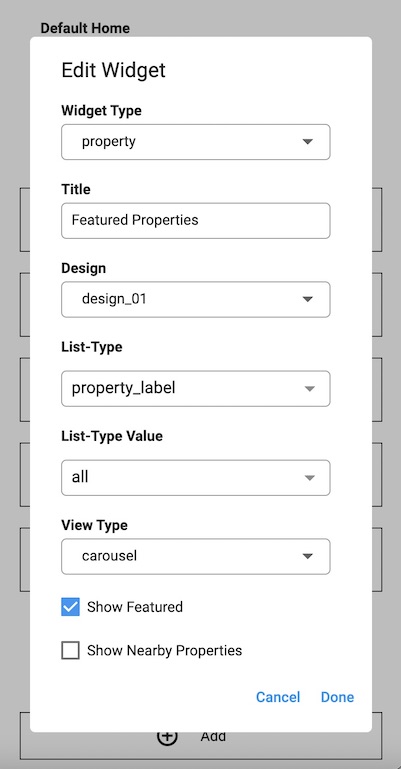 Default Home
Edit Widget
Widget Type
property
Title
Featured Properties
Design
design_01
List-Type
property_label
List-Type Value
all
View Type
carousel
Show Featured
Show Nearby Properties
Cancel Done
Add